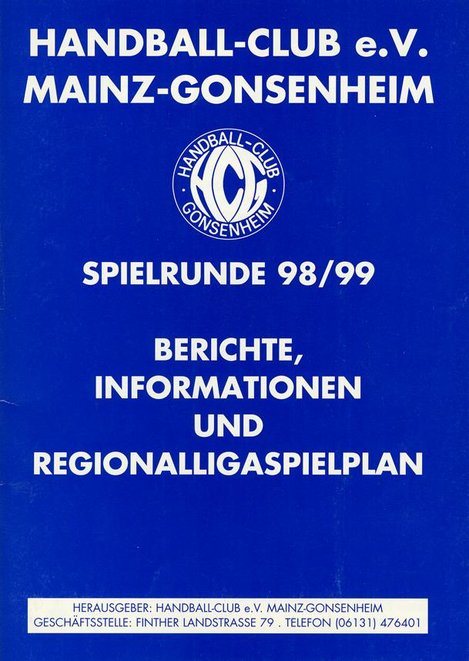 HANDBALL-CLUB e.V.
MAINZ-GONSENHEIM
· HANDBALL-CLUB ·
HCG
GONSENHEIM
SPIELRUNDE 98/99
BERICHTE,
INFORMATIONEN
UND
REGIONALLIGASPIELPLAN
HERAUSGEBER: HANDBALL-CLUB e.V. MAINZ-GONSENHEIM
GESCHÄFTSSTELLE: FINTHER LANDSTRASSE 79 . TELEFON (06131) 476401